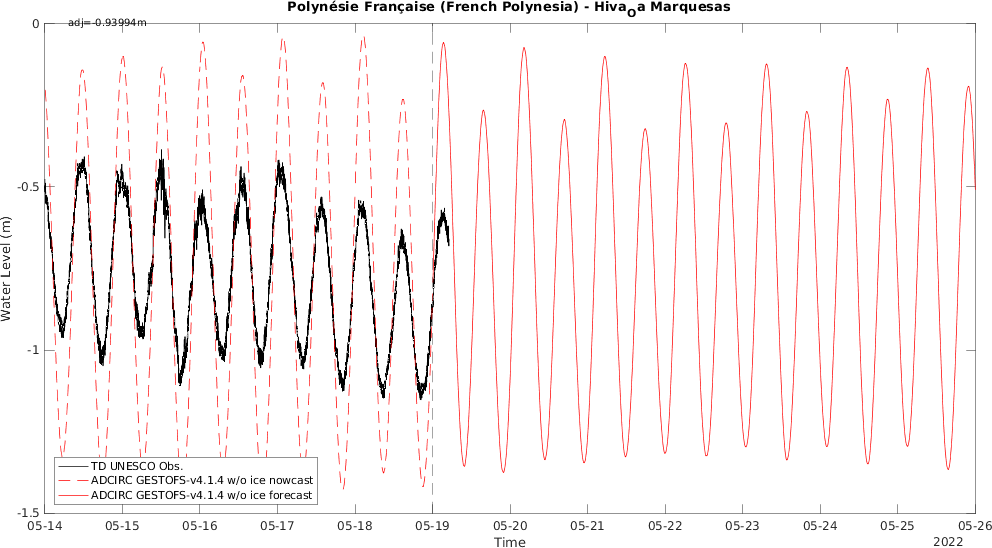 Polynésie Française (French Polynesia) - Hiva_Oa Marquesas
adj=-0.93994m
0
-0.5
-1
-1.5
Water Level (m)
TD UNESCO Obs.
ADCIRC GESTOFS-v4.1.4 w/o ice nowcast
ADCIRC GESTOFS-v4.1.4 w/o ice forecast
05-14 05-15 05-16 05-17 05-18 05-19 05-20 05-21 05-22 05-23 05-24 05-25 05-26
Time
2022